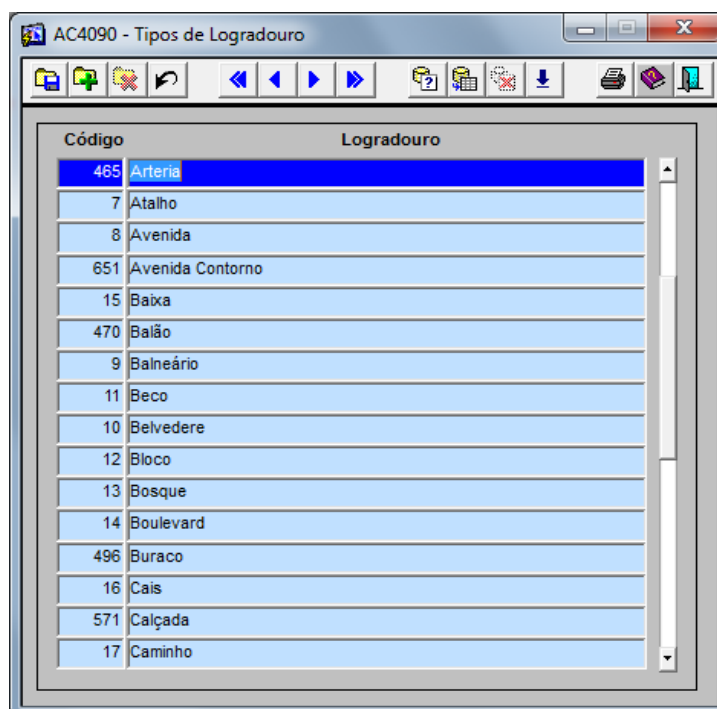 AC4090 - Tipos de Logradouro
Código Logradouro
465 Arteria
7 Atalho
8 Avenida
651 Avenida Contorno
15 Baixa
470 Balão
9 Balneário
11 Beco
10 Belvedere
12 Bloco
13 Bosque
14 Boulevard
496 Buraco
16 Cais
571 Calçada
17 Caminho